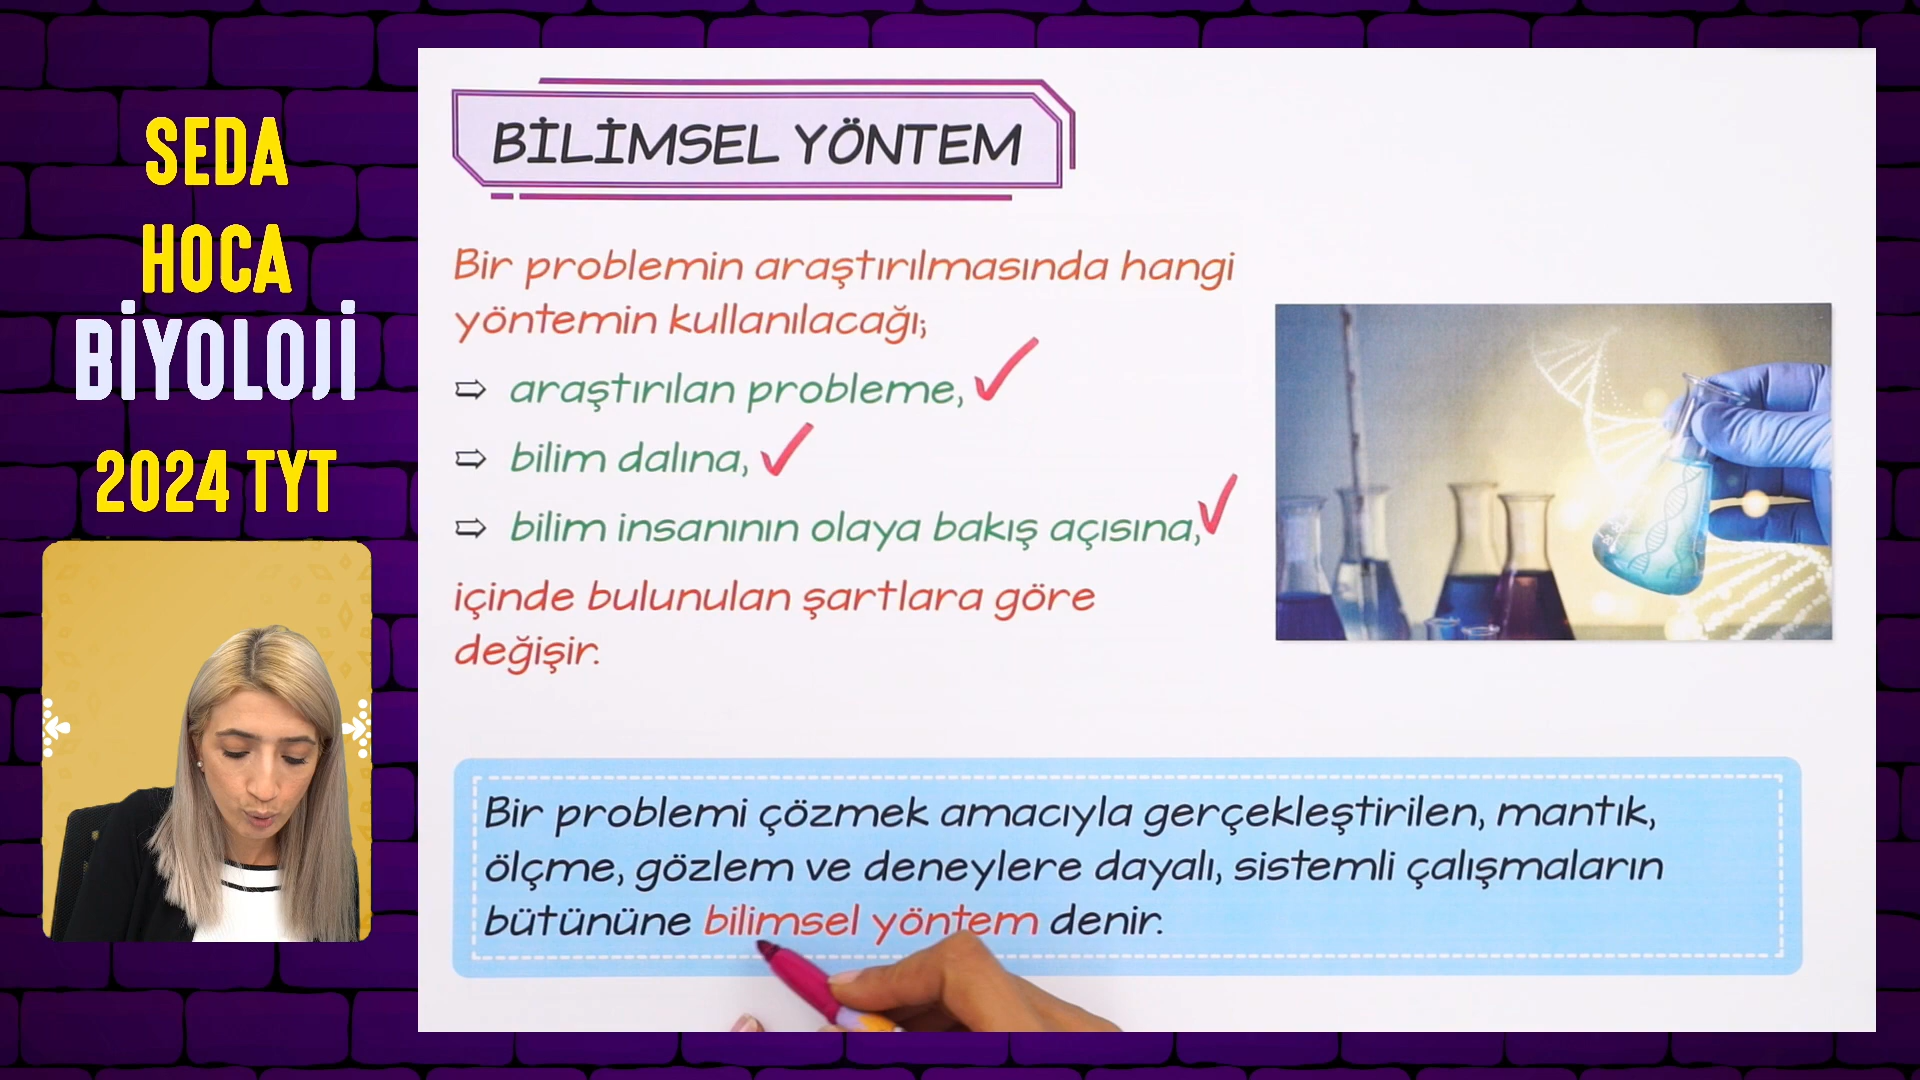 SEDA
HOCA
BİYOLOJİ
2024 TYT
BİLİMSEL YÖNTEM
Bir problemin araştırılmasında hangi
yöntemin kullanılacağı;
⇨ araştırılan probleme,
⇨ bilim dalına,
⇨ bilim insanının olaya bakış açısına,
içinde bulunulan şartlara göre
değişir.
Bir problemi çözmek amacıyla gerçekleştirilen, mantık,
ölçme, gözlem ve deneylere dayalı, sistemli çalışmaların
bütününe bilimsel yöntem denir.